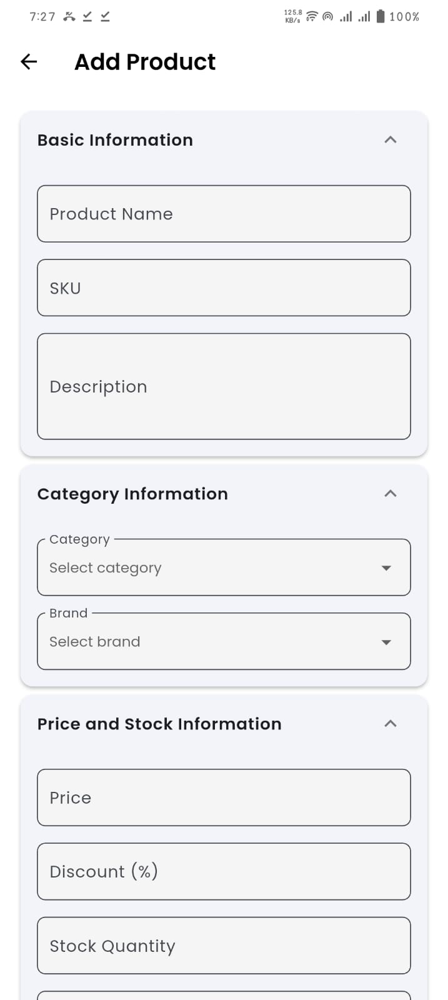 7:27
125.8
KB/s
100%
Add Product
Basic Information
Product Name
SKU
Description
Category Information
Category
Select category
Brand
Select brand
Price and Stock Information
Price
Discount (%)
Stock Quantity